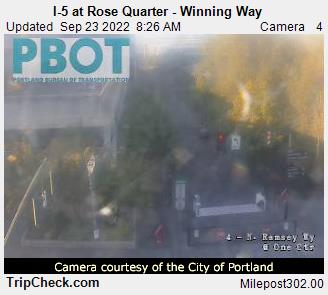 I-5 at Rose Quarter - Winning Way
Updated Sep 23 2022 8:26 AM Camera 4
PBOT
PORTLAND BUREAU OF TRANSPORTATION
4 - N. Ramsey Wy
@ One Ctr
Camera courtesy of the City of Portland
TripCheck.com Milepost302.00